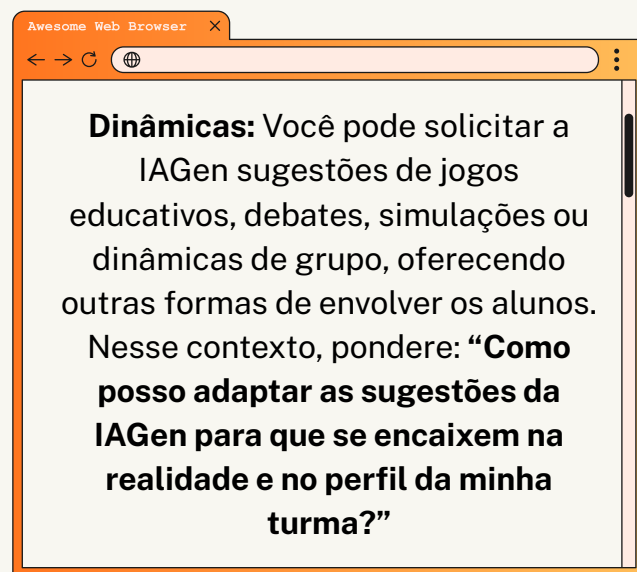 Awesome Web Browser
Dinâmicas: Você pode solicitar a
IAGen sugestões de jogos
educativos, debates, simulações ou
dinâmicas de grupo, oferecendo
outras formas de envolver os alunos.
Nesse contexto, pondere: “Como
posso adaptar as sugestões da
IAGen para que se encaixem na
realidade e no perfil da minha
turma?”